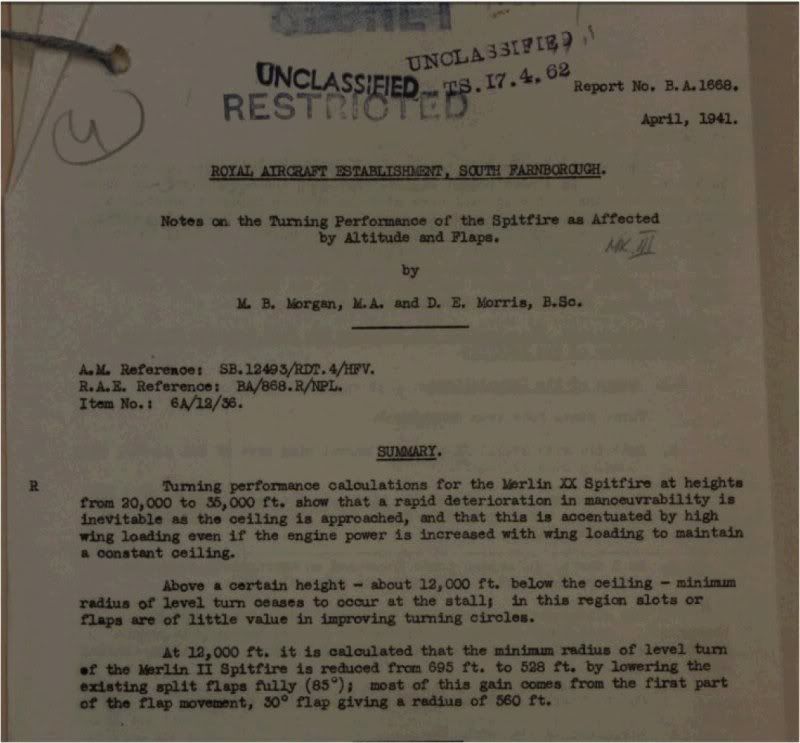 SECRET
UNCLASSIFIED
UNCLASSIFIED TS.17.4.62
RESTRICTED
Report No. B.A.1668.
4
April, 1941.
ROYAL AIRCRAFT ESTABLISHMENT, SOUTH FARNBOROUGH.
Notes on the Turning Performance of the Spitfire as Affected
by Altitude and Flaps.
MK. III
by
M. B. Morgan, M.A. and D. E. Morris, B.Sc.
A.M. Reference: SB.12493/RDT.4/HFV.
R.A.E. Reference: BA/868.R/NPL.
Item No.: 6A/12/36.
SUMMARY.
R Turning performance calculations for the Merlin XX Spitfire at heights
from 20,000 to 35,000 ft. show that a rapid deterioration in manoeuvrability is
inevitable as the ceiling is approached, and that this is accentuated by high
wing loading even if the engine power is increased with wing loading to maintain
a constant ceiling.
Above a certain height - about 12,000 ft. below the ceiling - minimum
radius of level turn ceases to occur at the stall; in this region slots or
flaps are of little value in improving turning circles.
At 12,000 ft. it is calculated that the minimum radius of level turn
of the Merlin II Spitfire is reduced from 695 ft. to 528 ft. by lowering the
existing split flaps fully (85°); most of this gain comes from the first part
of the flap movement, 30° flap giving a radius of 560 ft.